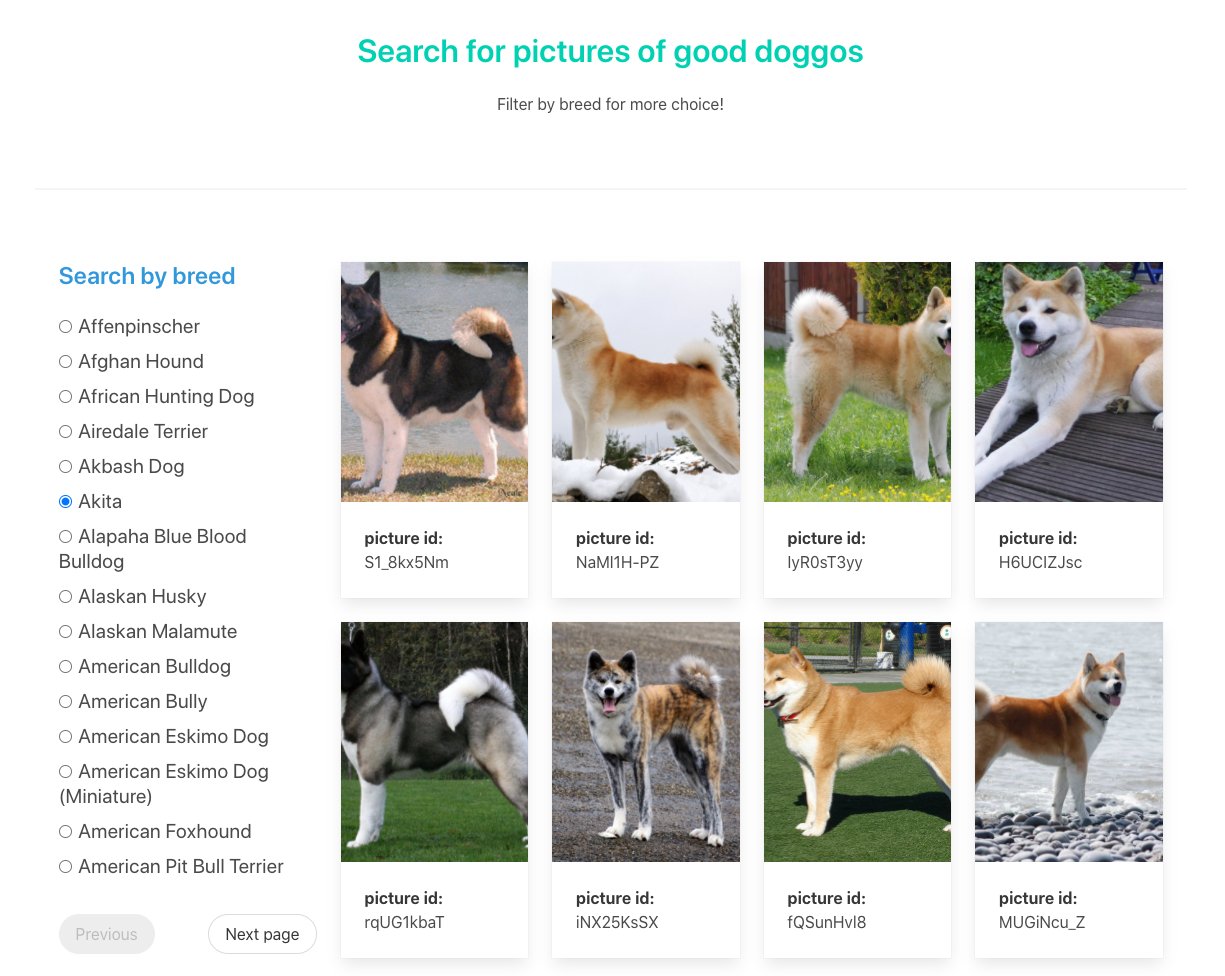 Search for pictures of good doggos
Filter by breed for more choice!
Search by breed
Affenpinscher
Afghan Hound
African Hunting Dog
Airedale Terrier
Akbash Dog
Akita
Alapaha Blue Blood
Bulldog
Alaskan Husky
Alaskan Malamute
American Bulldog
American Bully
American Eskimo Dog
American Eskimo Dog
(Miniature)
American Foxhound
American Pit Bull Terrier
Previous
Next page
picture id:
S1_8kx5Nm
picture id:
NaMl1H-PZ
picture id:
IyR0sT3yy
picture id:
H6UCIZJsc
picture id:
rqUG1kbaT
picture id:
iNX25KsSX
picture id:
fQSunHvl8
picture id:
MUGiNcu_Z